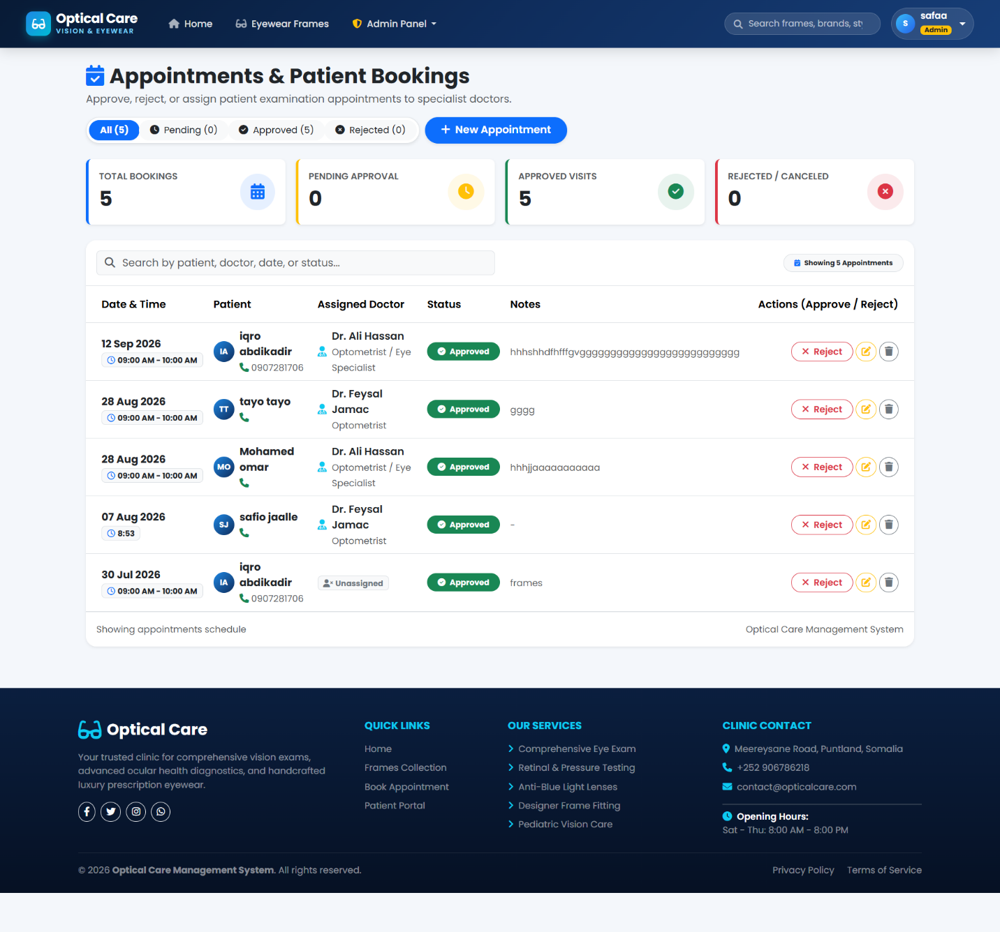 Optical Care
VISION & EYEWEAR
Home
Eyewear Frames
Admin Panel
Search frames, brands, sty
S
safaa
Admin
Appointments & Patient Bookings
Approve, reject, or assign patient examination appointments to specialist doctors.
All (5)
Pending (0)
Approved (5)
Rejected (0)
+ New Appointment
TOTAL BOOKINGS
5
PENDING APPROVAL
0
APPROVED VISITS
5
REJECTED / CANCELED
0
Search by patient, doctor, date, or status...
Showing 5 Appointments
Date & Time
Patient
Assigned Doctor
Status
Notes
Actions (Approve / Reject)
12 Sep 2026
09:00 AM - 10:00 AM
IA
iqro
abdikadir
0907281706
Dr. Ali Hassan
Optometrist / Eye
Specialist
Approved
hhhshhdfhfffgvgggggggggggggggggggggggggg
Reject
28 Aug 2026
09:00 AM - 10:00 AM
TT
tayo tayo
Dr. Feysal
Jamac
Optometrist
Approved
gggg
Reject
28 Aug 2026
09:00 AM - 10:00 AM
MO
Mohamed
omar
Dr. Ali Hassan
Optometrist / Eye
Specialist
Approved
hhhjjaaaaaaaaaaa
Reject
07 Aug 2026
8:53
SJ
safio jaalle
Dr. Feysal
Jamac
Optometrist
Approved
-
Reject
30 Jul 2026
09:00 AM - 10:00 AM
IA
iqro
abdikadir
0907281706
Unassigned
Approved
frames
Reject
Showing appointments schedule
Optical Care Management System
Optical Care
Your trusted clinic for comprehensive vision exams,
advanced ocular health diagnostics, and handcrafted
luxury prescription eyewear.
QUICK LINKS
Home
Frames Collection
Book Appointment
Patient Portal
OUR SERVICES
Comprehensive Eye Exam
Retinal & Pressure Testing
Anti-Blue Light Lenses
Designer Frame Fitting
Pediatric Vision Care
CLINIC CONTACT
Meereysane Road, Puntland, Somalia
+252 906786218
contact@opticalcare.com
Opening Hours:
Sat - Thu: 8:00 AM - 8:00 PM
© 2026 Optical Care Management System. All rights reserved.
Privacy Policy
Terms of Service